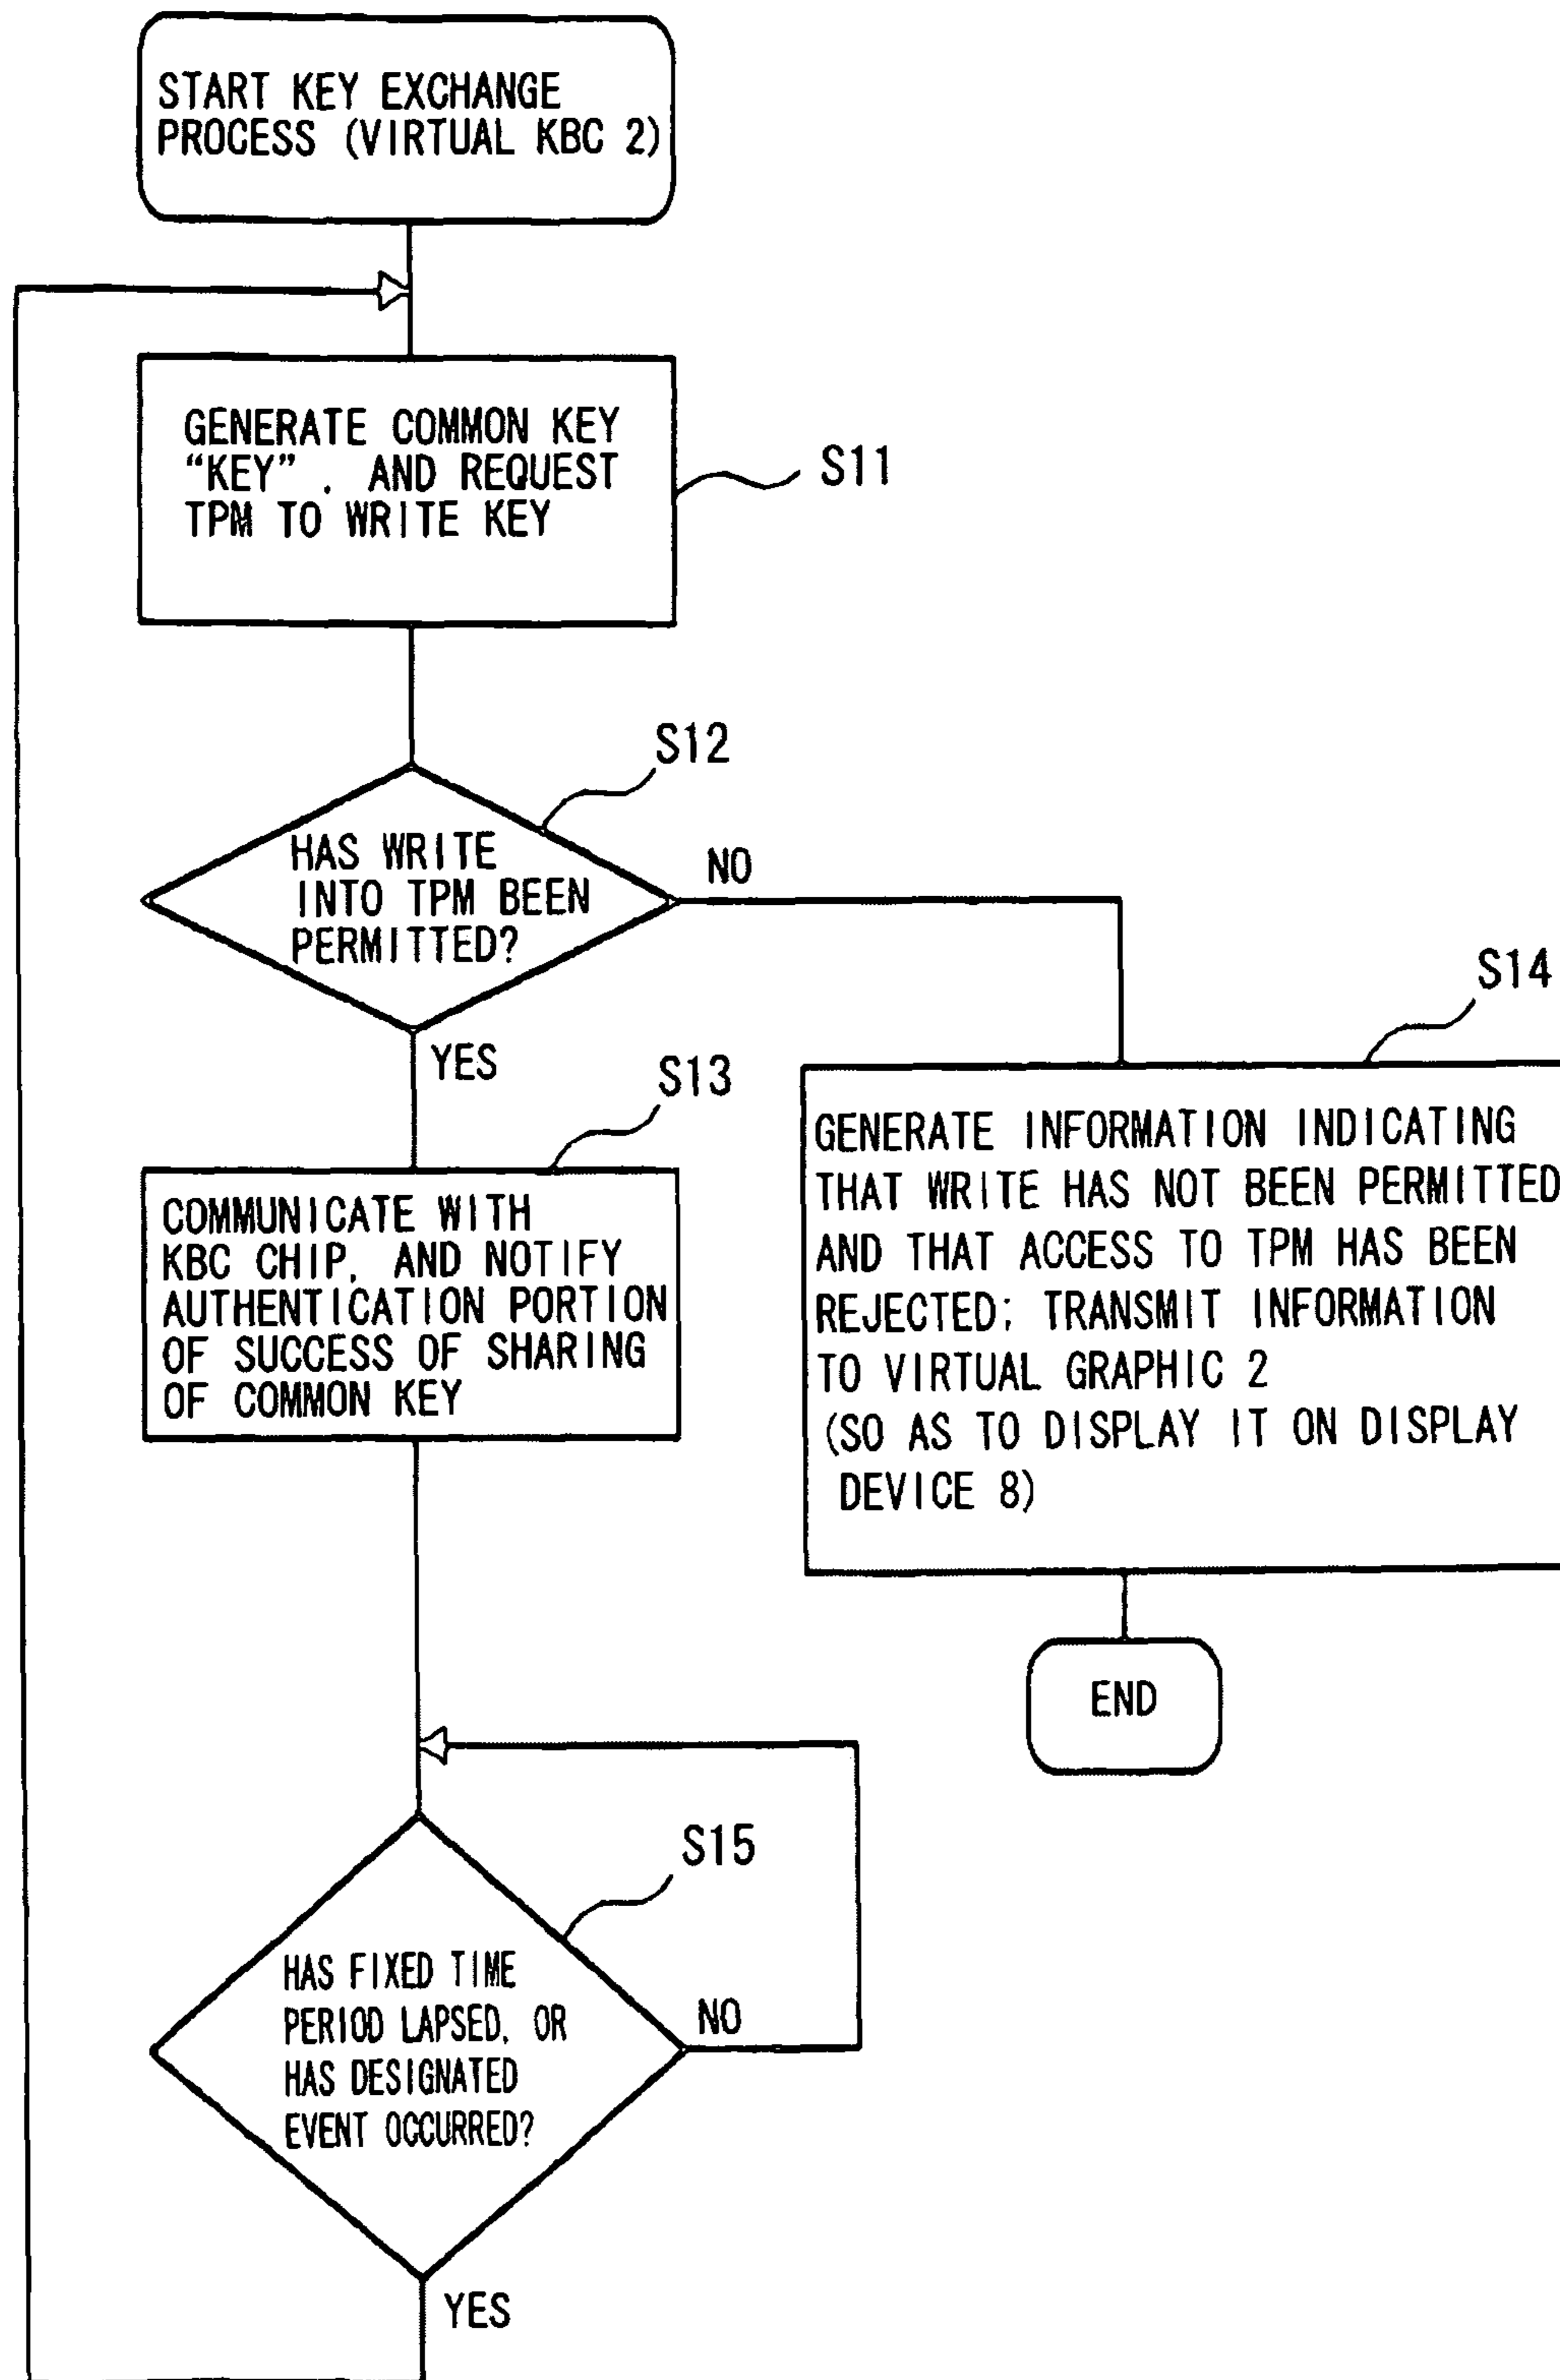 START KEY EXCHANGE
PROCESS (VIRTUAL KBC 2)
GENERATE COMMON KEY
“KEY”, AND REQUEST
TPM TO WRITE KEY
S11
S12
HAS WRITE
INTO TPM BEEN
PERMITTED?
NO
YES
S13
COMMUNICATE WITH
KBC CHIP, AND NOTIFY
AUTHENTICATION PORTION
OF SUCCESS OF SHARING
OF COMMON KEY
S14
GENERATE INFORMATION INDICATING
THAT WRITE HAS NOT BEEN PERMITTED
AND THAT ACCESS TO TPM HAS BEEN
REJECTED; TRANSMIT INFORMATION
TO VIRTUAL GRAPHIC 2
(SO AS TO DISPLAY IT ON DISPLAY
DEVICE 8)
END
S15
HAS FIXED TIME
PERIOD LAPSED, OR
HAS DESIGNATED
EVENT OCCURRED?
NO
YES